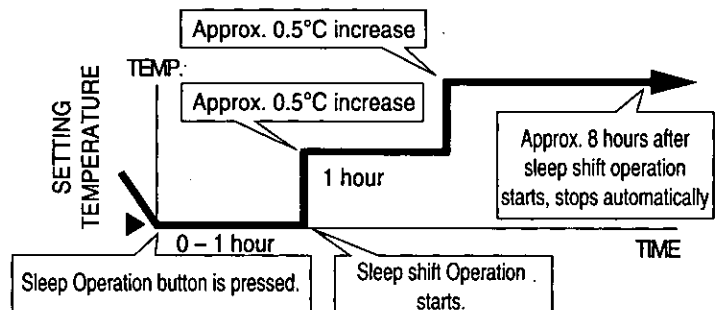 Approx. 0.5°C increase
TEMP.
Approx. 0.5°C increase
SETTING
TEMPERATURE
Approx. 8 hours after
sleep shift operation
starts, stops automatically
1 hour
0 – 1 hour
TIME
Sleep Operation button is pressed.
Sleep shift Operation
starts.